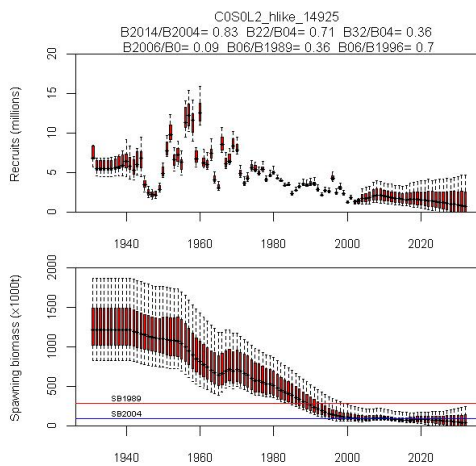 C0S0L2_hlike_14925
B2014/B2004 = 0.83 B22/B04 = 0.71 B32/B04 = 0.36
B2006/B0 = 0.09 B06/B1989 = 0.36 B06/B1996 = 0.7
Recruits (millions)
20
15
10
5
0
1940 1960 1980 2000 2020
Spawning biomass (x1000t)
2000
1500
1000
500
0
SB1989
SB2004
1940 1960 1980 2000 2020